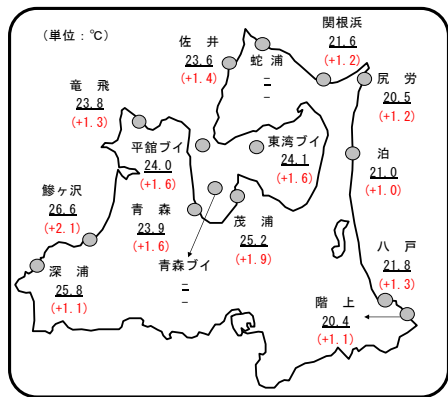 (単位:℃)
佐井
23.6
(+1.4)
蛇浦
–
–
関根浜
21.6
(+1.2)
尻労
20.5
(+1.2)
竜飛
23.8
(+1.3)
平舘ブイ
24.0
(+1.6)
東湾ブイ
24.1
(+1.6)
泊
21.0
(+1.0)
鰺ヶ沢
26.6
(+2.1)
青森
23.9
(+1.6)
茂浦
25.2
(+1.9)
青森ブイ
–
–
八戸
21.8
(+1.3)
深浦
25.8
(+1.1)
階上
20.4
(+1.1)